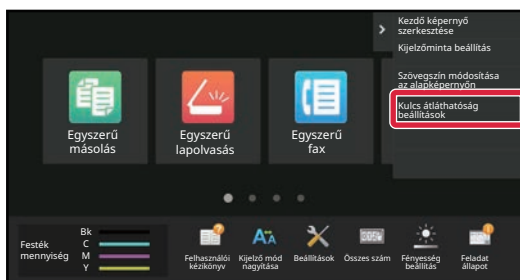 Kezdő képernyő
szerkesztése
Kijelzőminta beállítás
Szövegszín módosítása
az alapképernyőn
Kulcs átláthatóság
beállítások
Egyszerű
másolás
Egyszerű
lapolvasás
Egyszerű
fax
Festék
mennyiség
Bk
C
M
Y
Felhasználói
kézikönyv
Kijelző mód
nagyítása
Beállítások
Összes szám
Fényesség
beállítás
Feladat
állapot